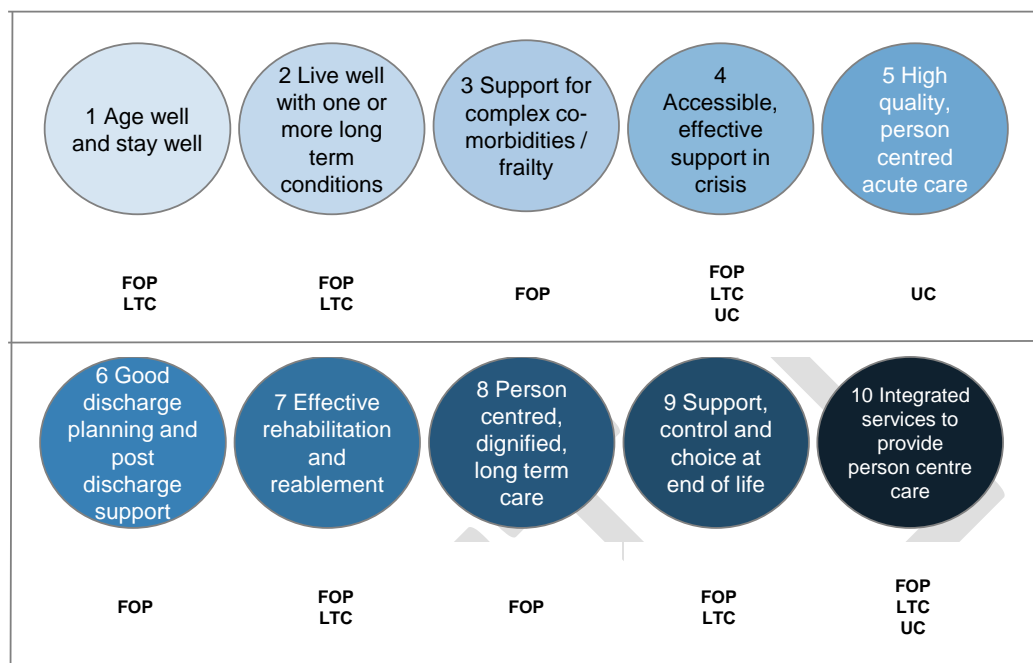 1 Age well
and stay well
2 Live well
with one or
more long
term
conditions
3 Support for
complex co-
morbidities /
frailty
4
Accessible,
effective
support in
crisis
5 High
quality,
person
centred
acute care
FOP
LTC
FOP
LTC
FOP
FOP
LTC
UC
UC
6 Good
discharge
planning and
post
discharge
support
7 Effective
rehabilitation
and
reablement
8 Person
centred,
dignified,
long term
care
9 Support,
control and
choice at
end of life
10 Integrated
services to
provide
person centre
care
FOP
FOP
LTC
FOP
FOP
LTC
FOP
LTC
UC